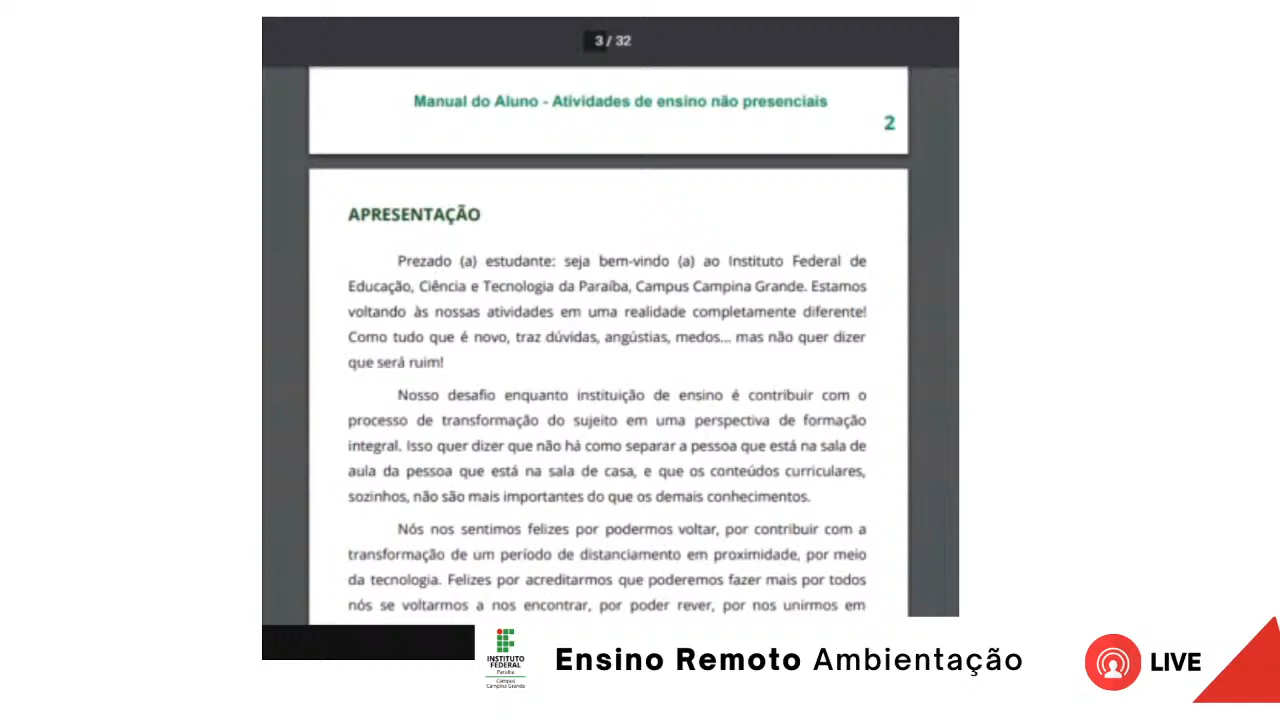 3 / 32
Manual do Aluno - Atividades de ensino não presenciais
2
APRESENTAÇÃO
Prezado (a) estudante: seja bem-vindo (a) ao Instituto Federal de
Educação, Ciência e Tecnologia da Paraíba, Campus Campina Grande. Estamos
voltando às nossas atividades em uma realidade completamente diferente!
Como tudo que é novo, traz dúvidas, angústias, medos... mas não quer dizer
que será ruim!
Nosso desafio enquanto instituição de ensino é contribuir com o
processo de transformação do sujeito em uma perspectiva de formação
integral. Isso quer dizer que não há como separar a pessoa que está na sala de
aula da pessoa que está na sala de casa, e que os conteúdos curriculares,
sozinhos, não são mais importantes do que os demais conhecimentos.
Nós nos sentimos felizes por podermos voltar, por contribuir com a
transformação de um período de distanciamento em proximidade, por meio
da tecnologia. Felizes por acreditarmos que poderemos fazer mais por todos
nós se voltarmos a nos encontrar, por poder rever, por nos unirmos em
INSTITUTO
FEDERAL
Paraíba
Campus
Campina Grande
Ensino Remoto Ambientação
LIVE